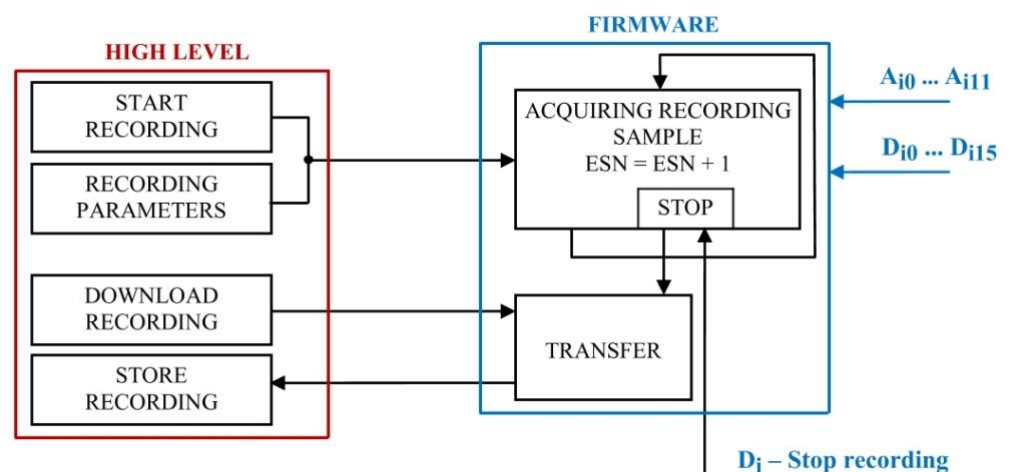 HIGH LEVEL
START
RECORDING
RECORDING
PARAMETERS
DOWNLOAD
RECORDING
STORE
RECORDING
FIRMWARE
ACQUIRING RECORDING
SAMPLE
ESN = ESN + 1
STOP
TRANSFER
Ai0 ... Ai11
Di0 ... Di15
Di – Stop recording